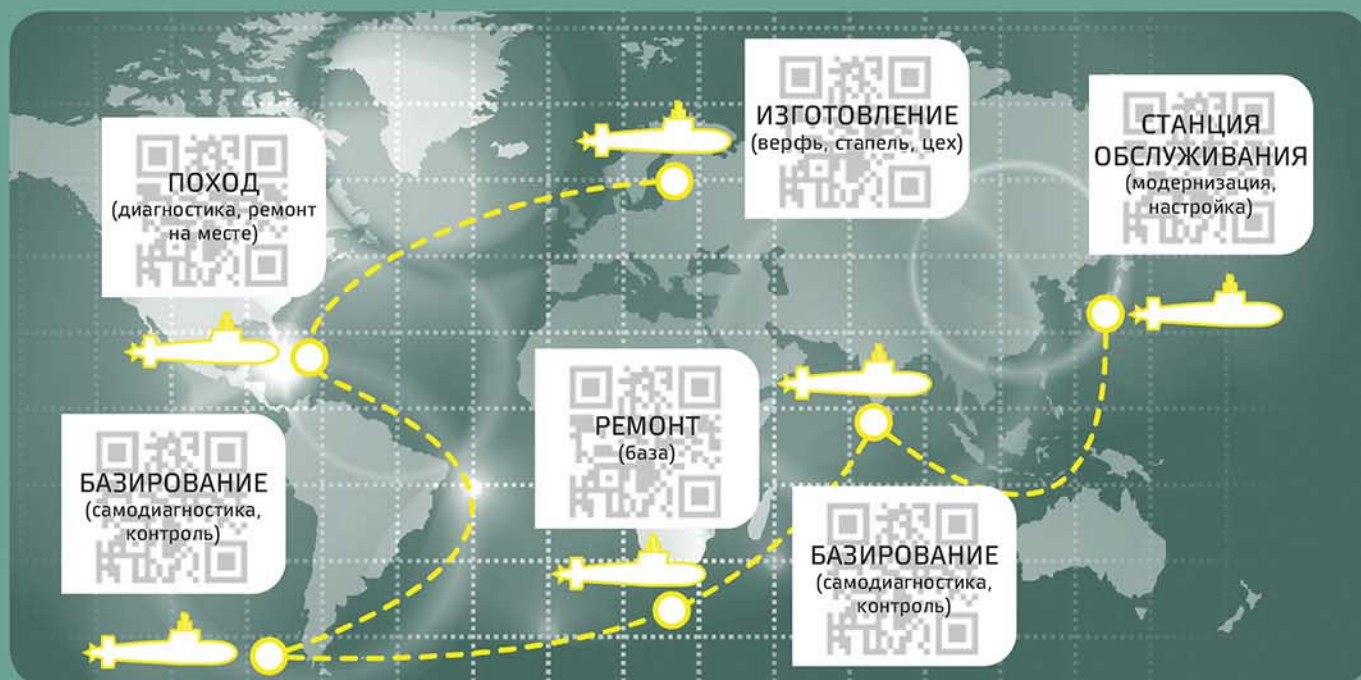 ИЗГОТОВЛЕНИЕ
(верфь, стапель, цех)
СТАНЦИЯ
ОБСЛУЖИВАНИЯ
(модернизация,
настройка)
ПОХОД
(диагностика, ремонт
на месте)
РЕМОНТ
(база)
БАЗИРОВАНИЕ
(самодиагностика,
контроль)
БАЗИРОВАНИЕ
(самодиагностика,
контроль)